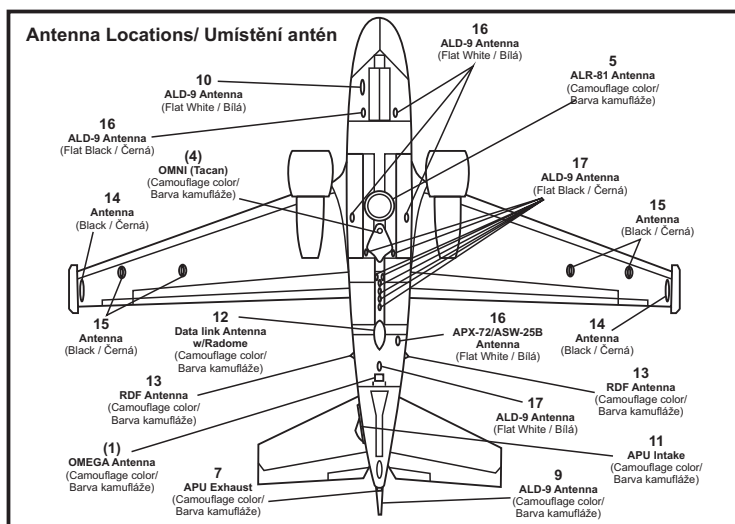 Antenna Locations/ Umístění antén
16
ALD-9 Antenna
(Flat White / Bílá)
5
ALR-81 Antenna
(Camouflage color/
Barva kamufláže)
10
ALD-9 Antenna
(Flat White / Bílá)
16
ALD-9 Antenna
(Flat Black / Černá)
(4)
OMNI (Tacan)
(Camouflage color/
Barva kamufláže)
17
ALD-9 Antenna
(Flat Black / Černá)
14
Antenna
(Black / Černá)
15
Antenna
(Black / Černá)
15
Antenna
(Black / Černá)
12
Data link Antenna
w/Radome
(Camouflage color/
Barva kamufláže)
16
APX-72/ASW-25B
Antenna
(Flat White / Bílá)
14
Antenna
(Black / Černá)
13
RDF Antenna
(Camouflage color/
Barva kamufláže)
13
RDF Antenna
(Camouflage color/
Barva kamufláže)
17
ALD-9 Antenna
(Flat White / Bílá)
(1)
OMEGA Antenna
(Camouflage color/
Barva kamufláže)
11
APU Intake
(Camouflage color/
Barva kamufláže)
7
APU Exhaust
(Camouflage color/
Barva kamufláže)
9
ALD-9 Antenna
(Camouflage color/
Barva kamufláže)